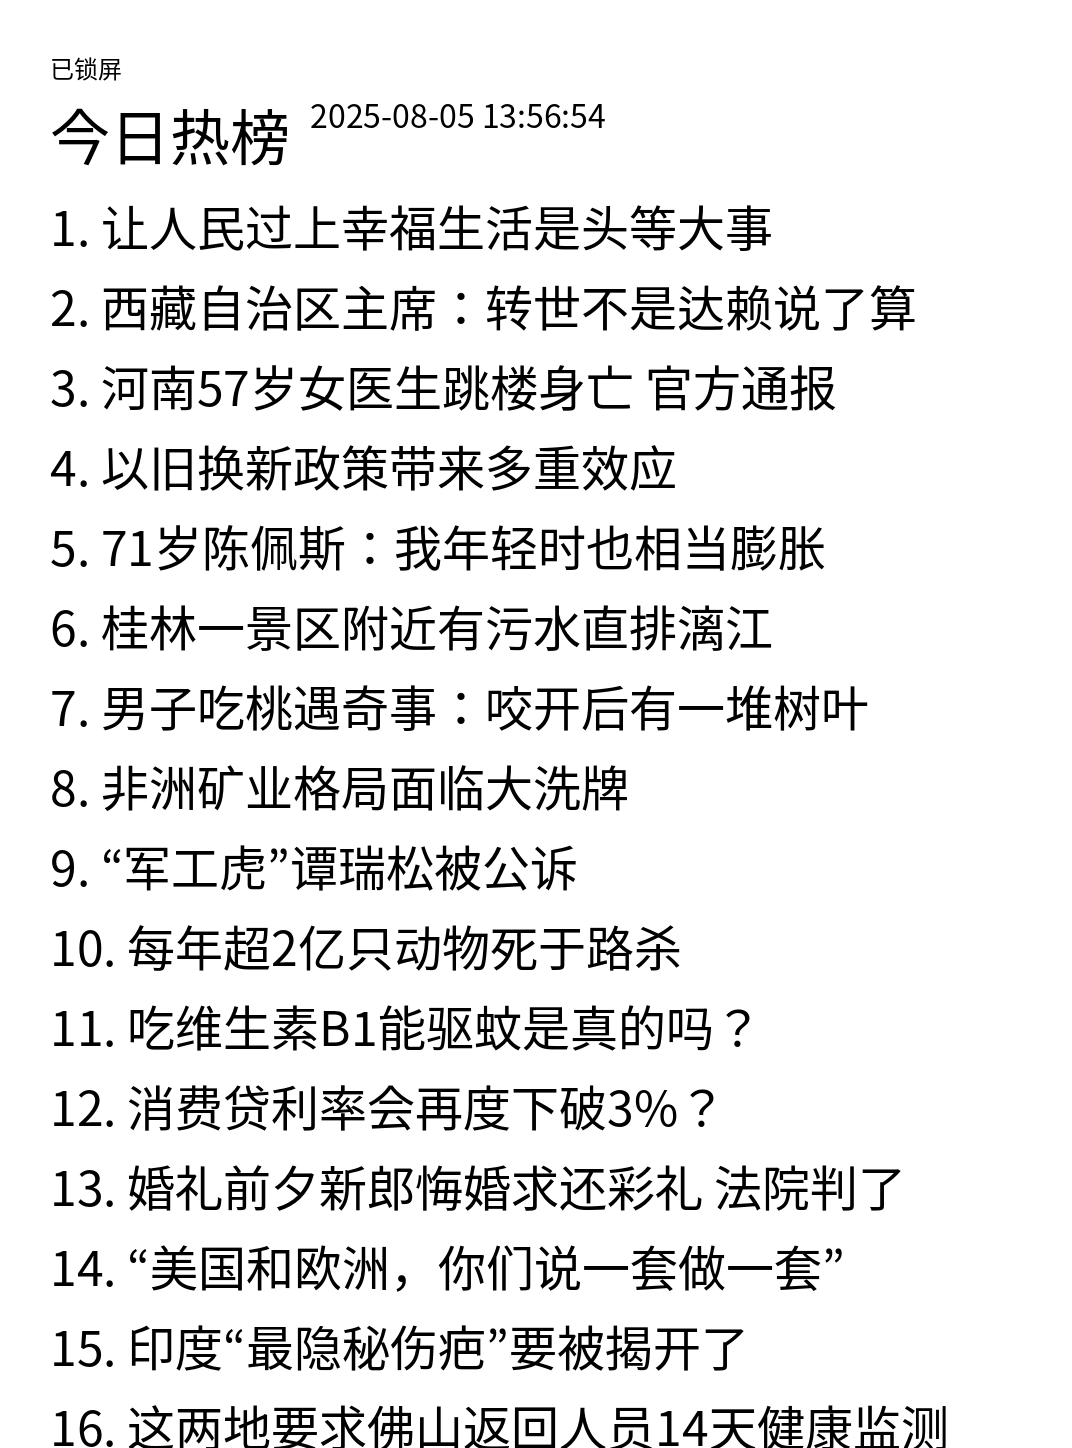 已锁屏
今日热榜 2025-08-05 13:56:54
1. 让人民过上幸福生活是头等大事
2. 西藏自治区主席：转世不是达赖说了算
3. 河南57岁女医生跳楼身亡 官方通报
4. 以旧换新政策带来多重效应
5. 71岁陈佩斯：我年轻时也相当膨胀
6. 桂林一景区附近有污水直排漓江
7. 男子吃桃遇奇事：咬开后有一堆树叶
8. 非洲矿业格局面临大洗牌
9. “军工虎”谭瑞松被公诉
10. 每年超2亿只动物死于路杀
11. 吃维生素B1能驱蚊是真的吗？
12. 消费贷利率会再度下破3%？
13. 婚礼前夕新郎悔婚求还彩礼 法院判了
14. “美国和欧洲，你们说一套做一套”
15. 印度“最隐秘伤疤”要被揭开了
16. 这两地要求佛山返回人员14天健康监测